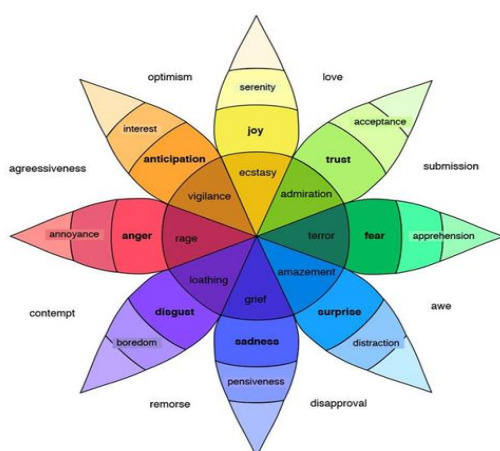 optimism
love
serenity
interest
joy
acceptance
anticipation
trust
agreessiveness
submission
ecstasy
vigilance
admiration
annoyance
anger
rage
terror
fear
apprehension
loathing
amazement
grief
contempt
disgust
surprise
awe
boredom
sadness
distraction
pensiveness
remorse
disapproval